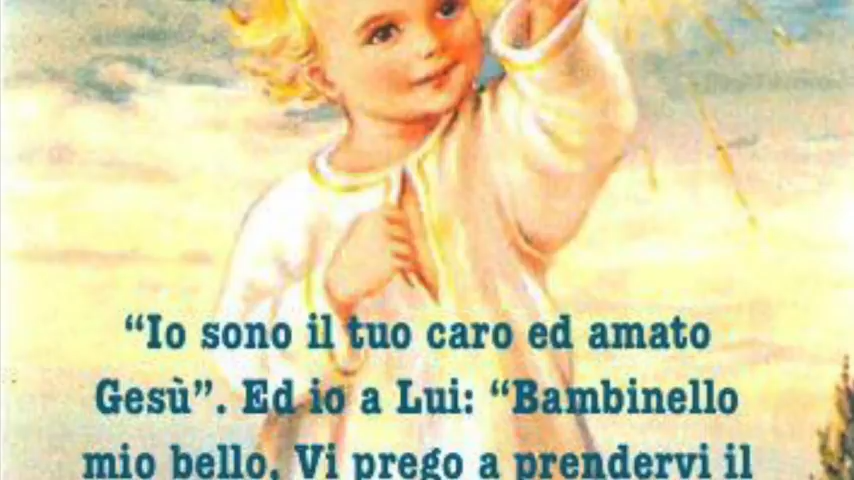 “Io sono il tuo caro ed amato
Gesù”. Ed io a Lui: “Bambinello
mio bello, Vi prego a prendervi il